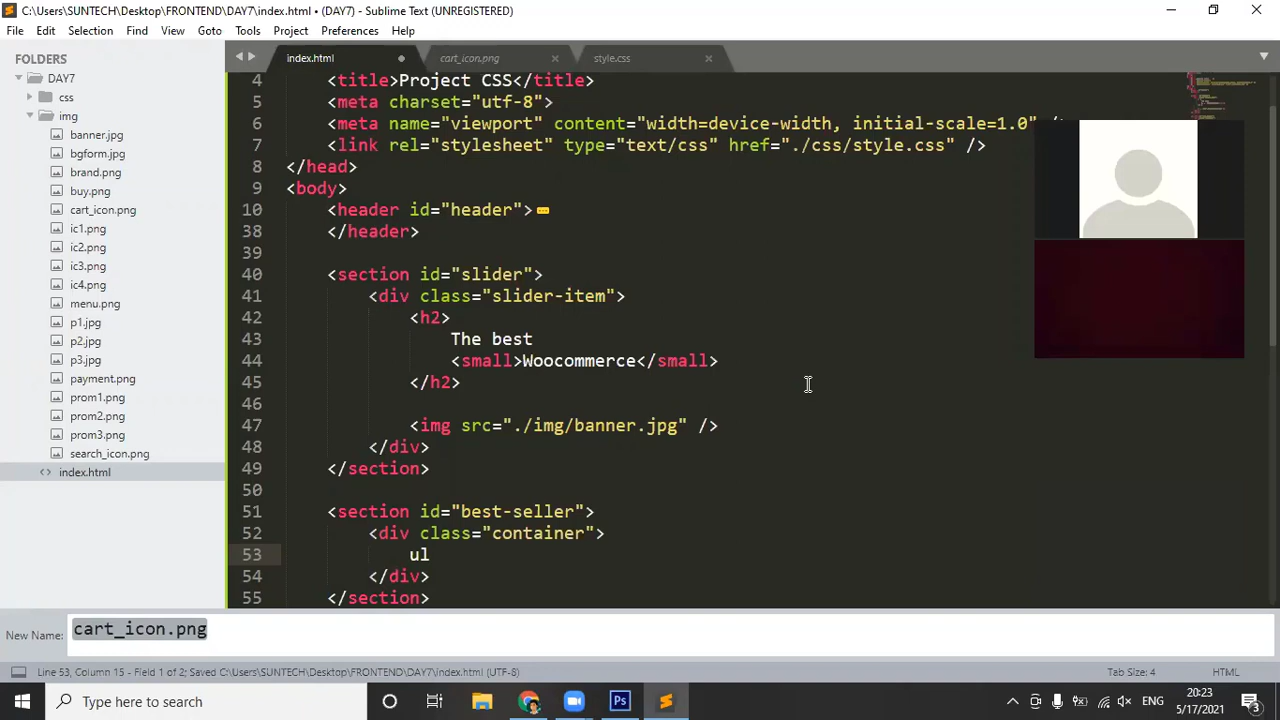 C:\Users\SUNTECH\Desktop\FRONTEND\DAY7\index.html • (DAY7) - Sublime Text (UNREGISTERED)
File Edit Selection Find View Goto Tools Project Preferences Help
FOLDERS
DAY7
css
img
banner.jpg
bgform.jpg
brand.png
buy.png
cart_icon.png
ic1.png
ic2.png
ic3.png
ic4.png
menu.png
p1.jpg
p2.jpg
p3.jpg
payment.png
prom1.png
prom2.png
prom3.png
search_icon.png
<> index.html
index.html cart_icon.png style.css
4 <title>Project CSS</title>
5 <meta charset="utf-8">
6 <meta name="viewport" content="width=device-width, initial-scale=1.0" />
7 <link rel="stylesheet" type="text/css" href="./css/style.css" />
8 </head>
9 <body>
10 <header id="header">
38 </header>
39
40 <section id="slider">
41 <div class="slider-item">
42 <h2>
43 The best
44 <small>Woocommerce</small>
45 </h2>
46
47 <img src="./img/banner.jpg" />
48 </div>
49 </section>
50
51 <section id="best-seller">
52 <div class="container">
53 ul
54 </div>
55 </section>
New Name: cart_icon.png
Line 53, Column 15 - Field 1 of 2; Saved C:\Users\SUNTECH\Desktop\FRONTEND\DAY7\index.html (UTF-8) Tab Size: 4 HTML
Type here to search
Ps
ENG
20:23
5/17/2021
3